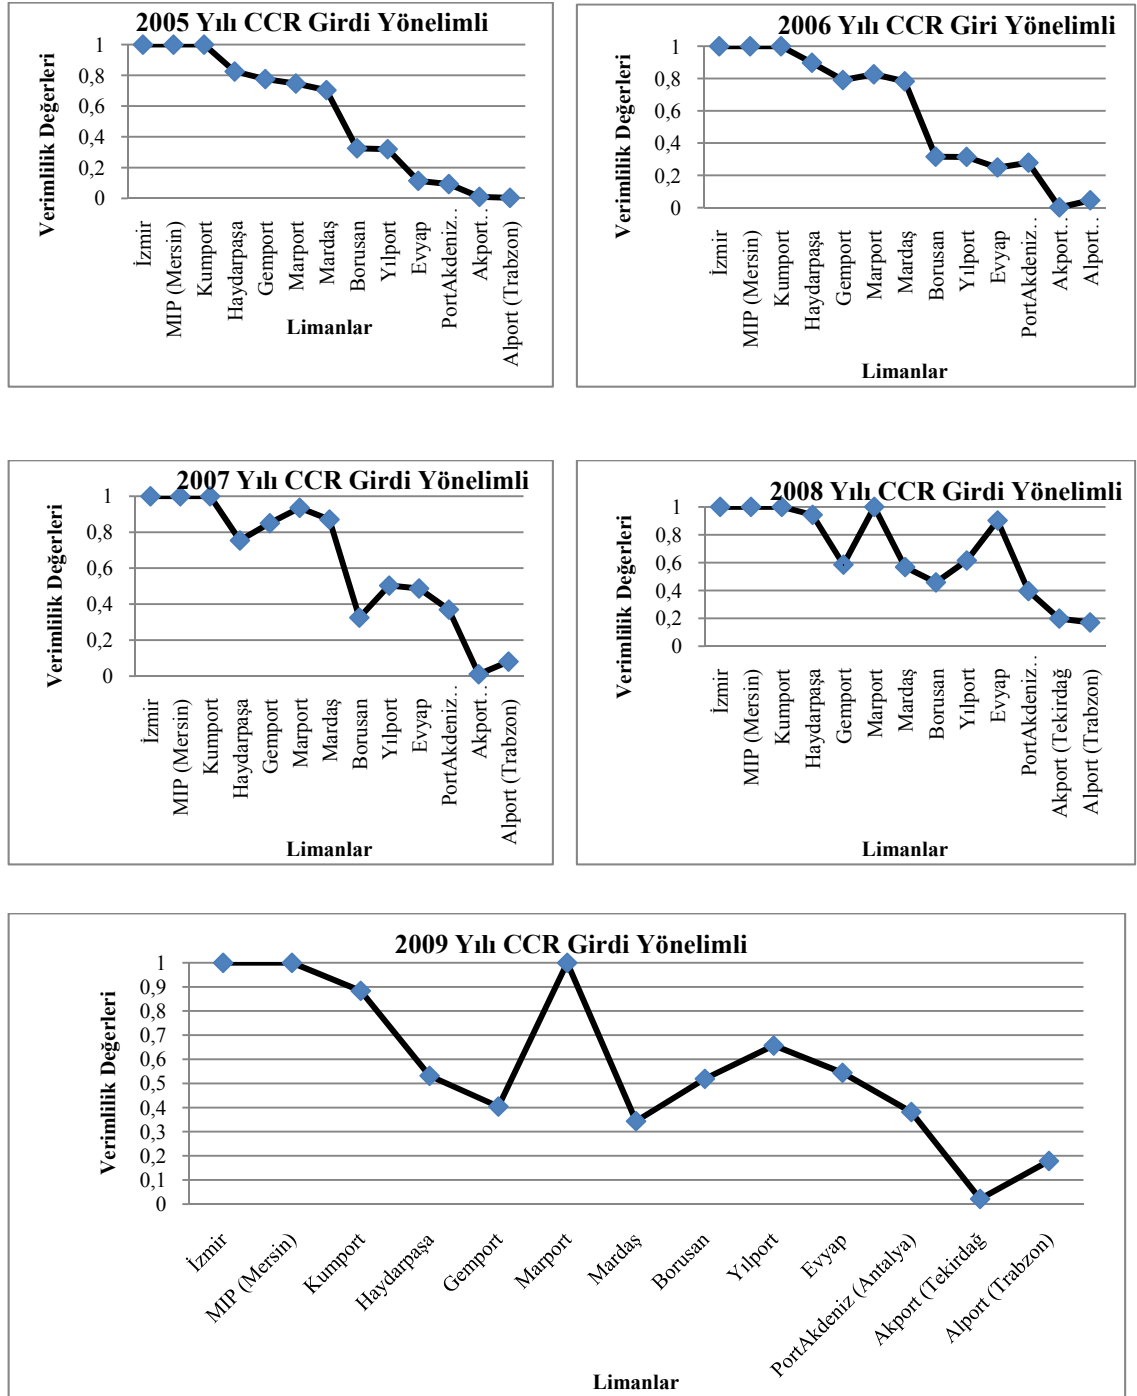 2005 Yılı CCR Girdi Yönelimli
Verimlilik Değerleri
1
0,8
0,6
0,4
0,2
0
İzmir
MIP (Mersin)
Kumport
Haydarpaşa
Gemport
Marport
Mardaş
Borusan
Yılport
Evyap
PortAkdeniz…
Akport…
Alport (Trabzon)
Limanlar
2006 Yılı CCR Giri Yönelimli
Verimlilik Değerleri
1
0,8
0,6
0,4
0,2
0
İzmir
MIP (Mersin)
Kumport
Haydarpaşa
Gemport
Marport
Mardaş
Borusan
Yılport
Evyap
PortAkdeniz…
Akport…
Alport…
Limanlar
2007 Yılı CCR Girdi Yönelimli
Verimlilik Değerleri
1
0,8
0,6
0,4
0,2
0
İzmir
MIP (Mersin)
Kumport
Haydarpaşa
Gemport
Marport
Mardaş
Borusan
Yılport
Evyap
PortAkdeniz…
Akport…
Alport (Trabzon)
Limanlar
2008 Yılı CCR Girdi Yönelimli
Verimlilik Değerleri
1
0,8
0,6
0,4
0,2
0
İzmir
MIP (Mersin)
Kumport
Haydarpaşa
Gemport
Marport
Mardaş
Borusan
Yılport
Evyap
PortAkdeniz…
Akport (Tekirdağ
Alport (Trabzon)
Limanlar
2009 Yılı CCR Girdi Yönelimli
Verimlilik Değerleri
1
0,9
0,8
0,7
0,6
0,5
0,4
0,3
0,2
0,1
0
İzmir
MIP (Mersin)
Kumport
Haydarpaşa
Gemport
Marport
Mardaş
Borusan
Yılport
Evyap
PortAkdeniz (Antalya)
Akport (Tekirdağ
Alport (Trabzon)
Limanlar